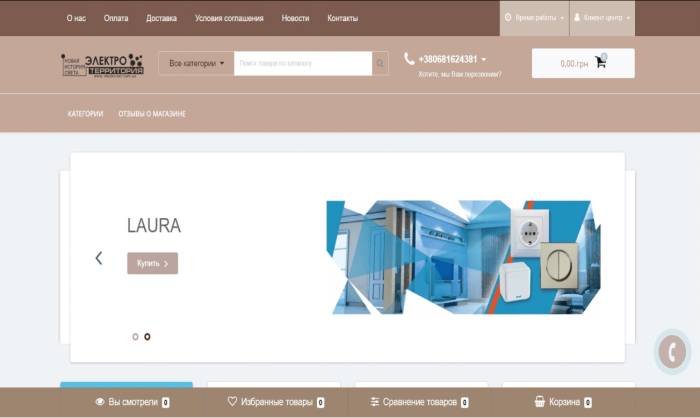 О нас Оплата Доставка Условия соглашения Новости Контакты Время работы Клиент центр
НОВАЯ ИСТОРИЯ СВЕТА
ЭЛЕКТРО ТЕРРИТОРИЯ
Все категории Поиск товара по каталогу +380681624381 0.00.грн 0
Хотите, мы Вам перезвоним?
КАТЕГОРИИ ОТЗЫВЫ О МАГАЗИНЕ
LAURA
Купить
Вы смотрели 0 Избранные товары 0 Сравнение товаров 0 Корзина 0